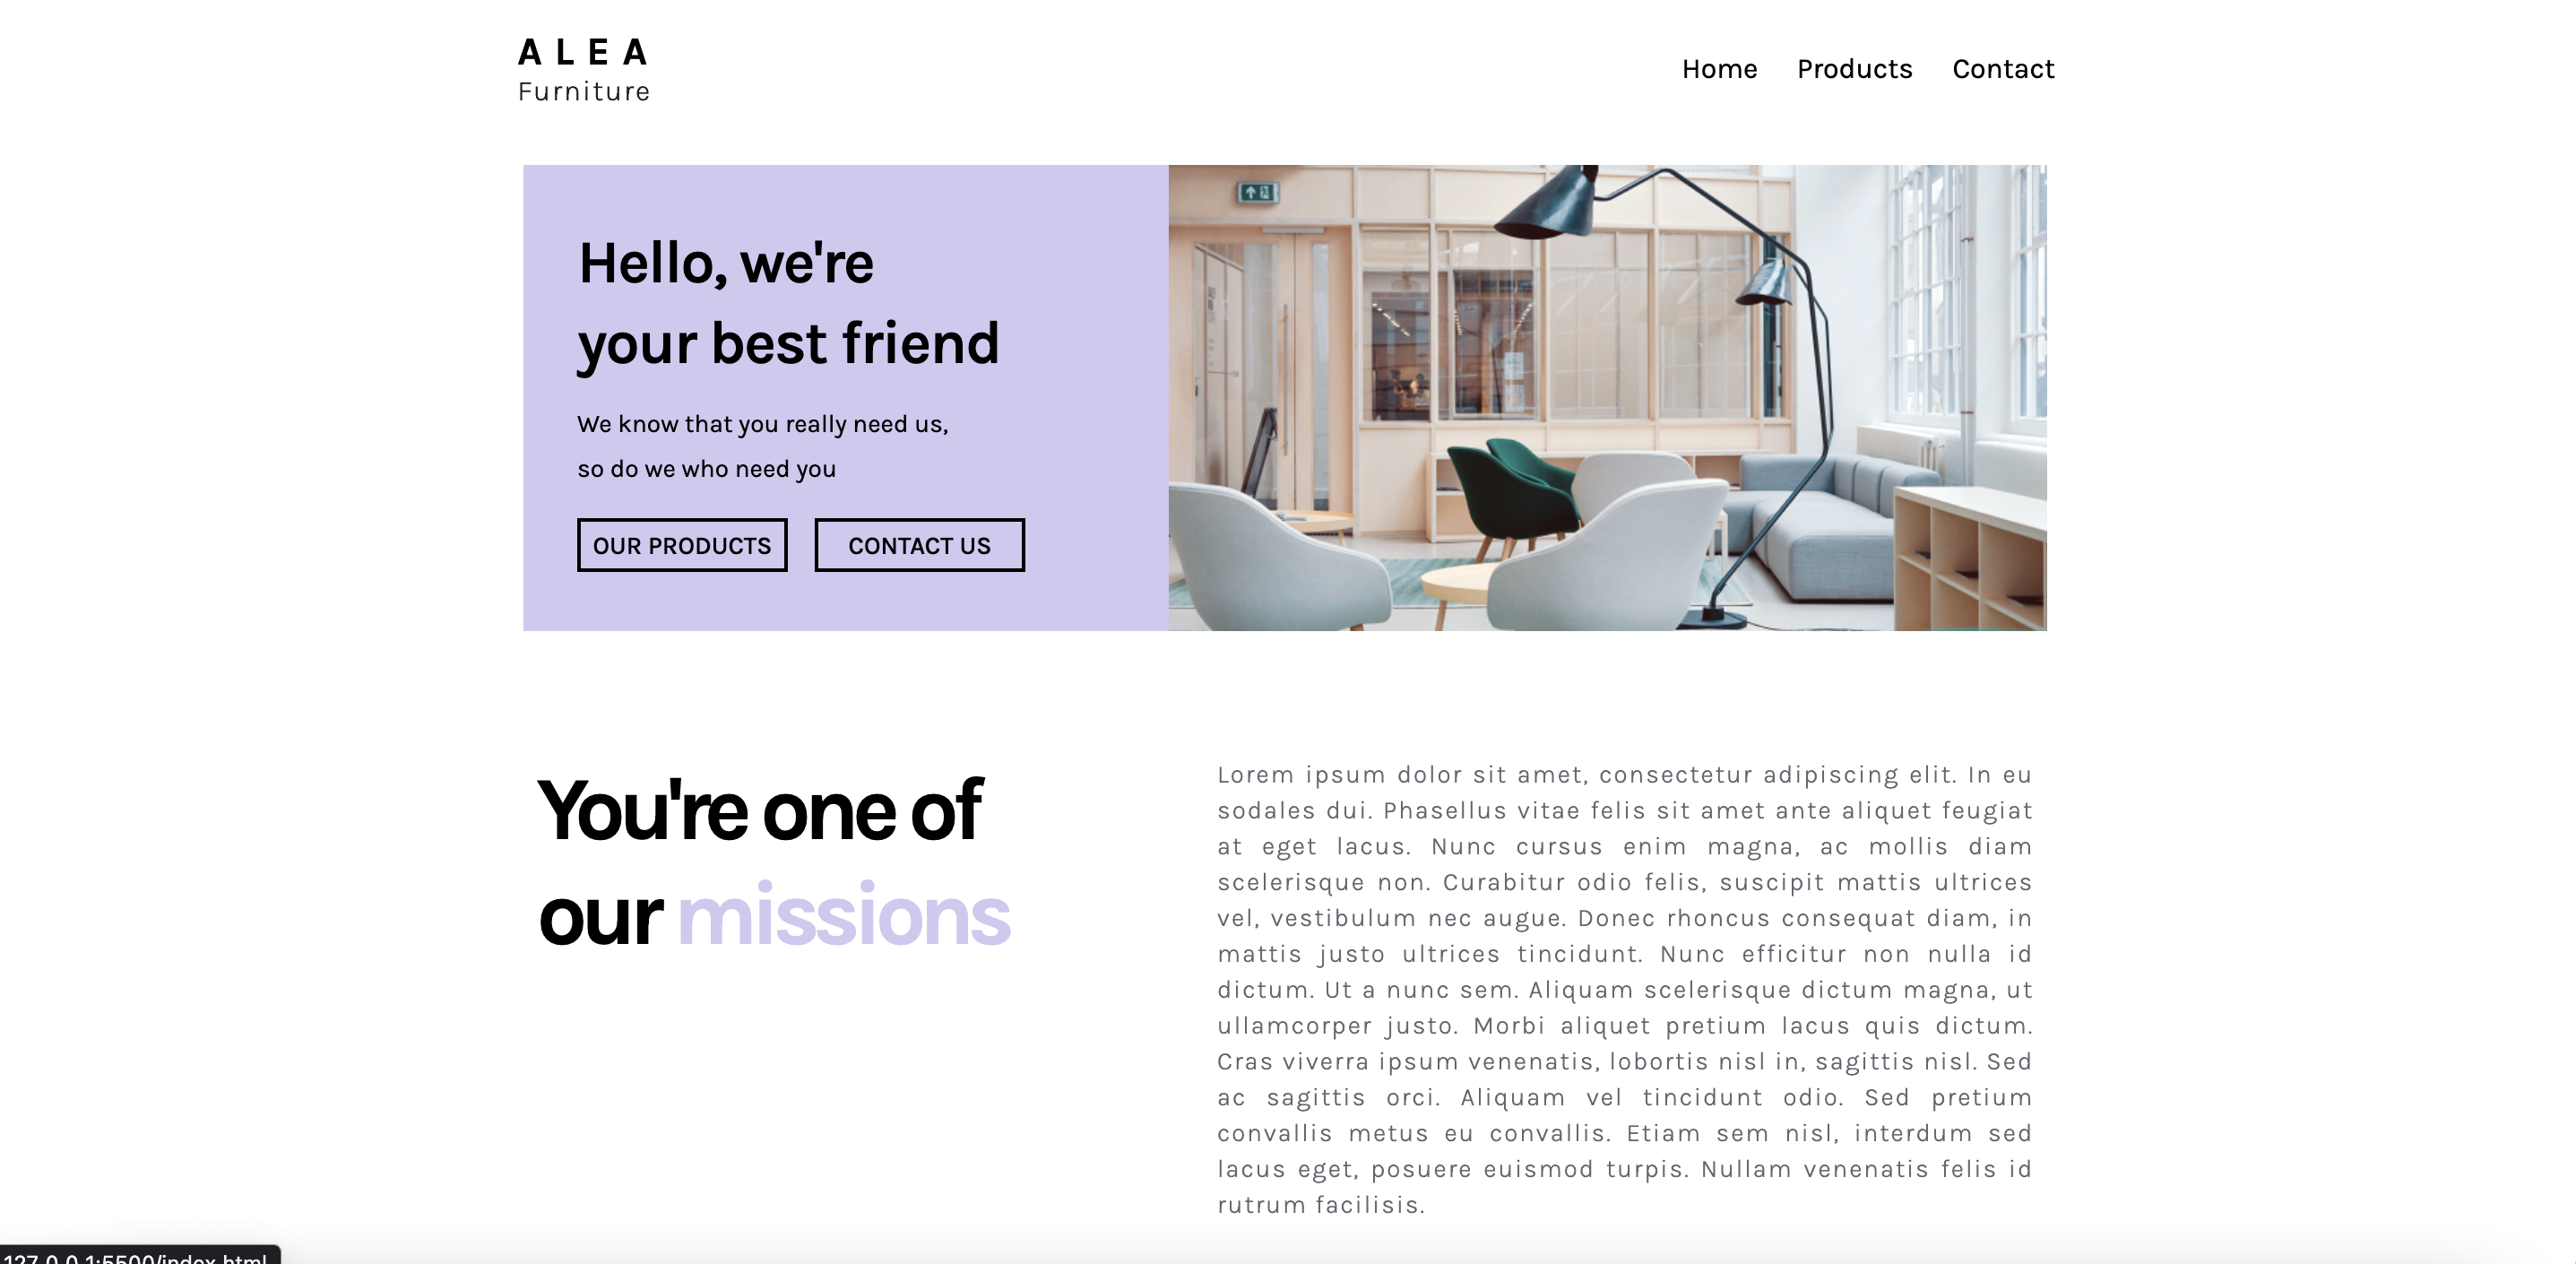 ALEA
Furniture
Home Products Contact
Hello, we're
your best friend
We know that you really need us,
so do we who need you
OUR PRODUCTS CONTACT US
You're one of
our missions
Lorem ipsum dolor sit amet, consectetur adipiscing elit. In eu
sodales dui. Phasellus vitae felis sit amet ante aliquet feugiat
at eget lacus. Nunc cursus enim magna, ac mollis diam
scelerisque non. Curabitur odio felis, suscipit mattis ultrices
vel, vestibulum nec augue. Donec rhoncus consequat diam, in
mattis justo ultrices tincidunt. Nunc efficitur non nulla id
dictum. Ut a nunc sem. Aliquam scelerisque dictum magna, ut
ullamcorper justo. Morbi aliquet pretium lacus quis dictum.
Cras viverra ipsum venenatis, lobortis nisl in, sagittis nisl. Sed
ac sagittis orci. Aliquam vel tincidunt odio. Sed pretium
convallis metus eu convallis. Etiam sem nisl, interdum sed
lacus eget, posuere euismod turpis. Nullam venenatis felis id
rutrum facilisis.
127.0.0.1:5500/index.html